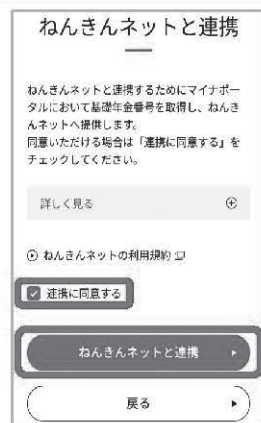 ねんきんネットと連携
ねんきんネットと連携するためにマイナポー
タルにおいて基礎年金番号を取得し、ねんき
んネットへ提供します。
同意いただける場合は「連携に同意する」を
チェックしてください。
詳しく見る
ねんきんネットの利用規約
連携に同意する
ねんきんネットと連携
戻る